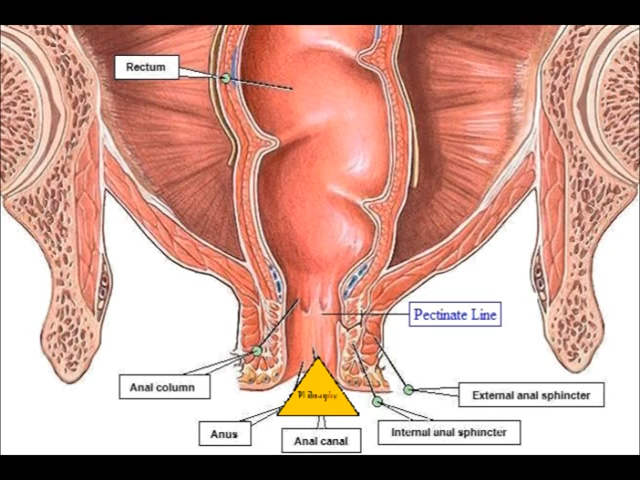 Rectum
Pectinate Line
Anal column
External anal sphincter
Anus
Anal canal
Internal anal sphincter